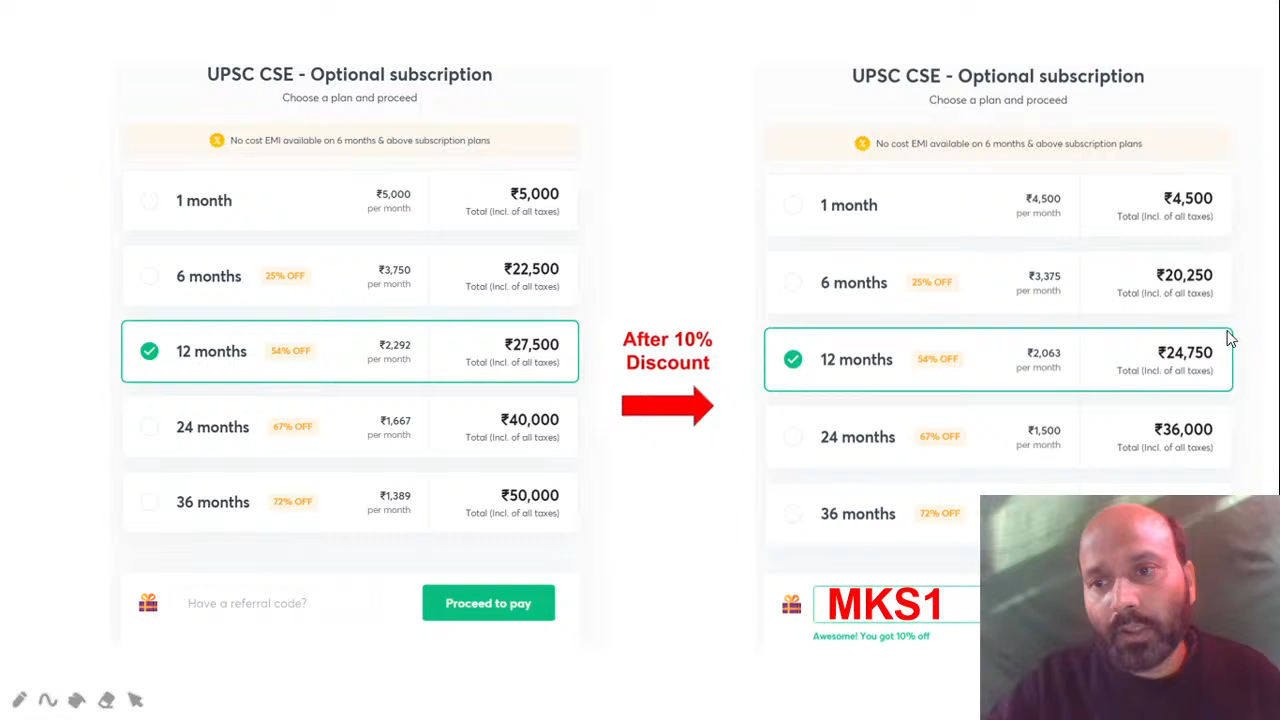 UPSC CSE - Optional subscription
Choose a plan and proceed
No cost EMI available on 6 months & above subscription plans
1 month ₹5,000 per month ₹5,000 Total (Incl. of all taxes)
6 months 25% OFF ₹3,750 per month ₹22,500 Total (Incl. of all taxes)
12 months 54% OFF ₹2,292 per month ₹27,500 Total (Incl. of all taxes)
24 months 67% OFF ₹1,667 per month ₹40,000 Total (Incl. of all taxes)
36 months 72% OFF ₹1,389 per month ₹50,000 Total (Incl. of all taxes)
Have a referral code? Proceed to pay
After 10%
Discount
UPSC CSE - Optional subscription
Choose a plan and proceed
No cost EMI available on 6 months & above subscription plans
1 month ₹4,500 per month ₹4,500 Total (Incl. of all taxes)
6 months 25% OFF ₹3,375 per month ₹20,250 Total (Incl. of all taxes)
12 months 54% OFF ₹2,063 per month ₹24,750 Total (Incl. of all taxes)
24 months 67% OFF ₹1,500 per month ₹36,000 Total (Incl. of all taxes)
36 months 72% OFF
MKS1
Awesome! You got 10% off